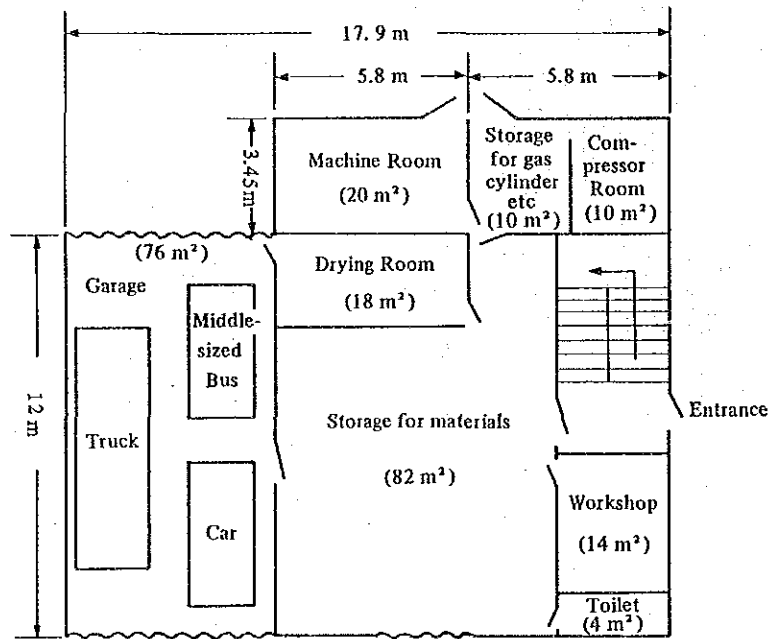 17.9 m
5.8 m
5.8 m
3.45 m
Machine Room
(20 m²)
Storage
for gas
cylinder
etc
(10 m²)
Com-
pressor
Room
(10 m²)
(76 m²)
Garage
Drying Room
(18 m²)
Middle-
sized
Bus
12 m
Truck
Storage for materials
(82 m²)
Entrance
Car
Workshop
(14 m²)
Toilet
(4 m²)